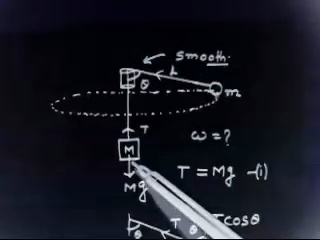 smooth.
L
θ
m
T
ω = ?
M
T = Mg -(i)
Mg
T
Tcosθ
θ
θ